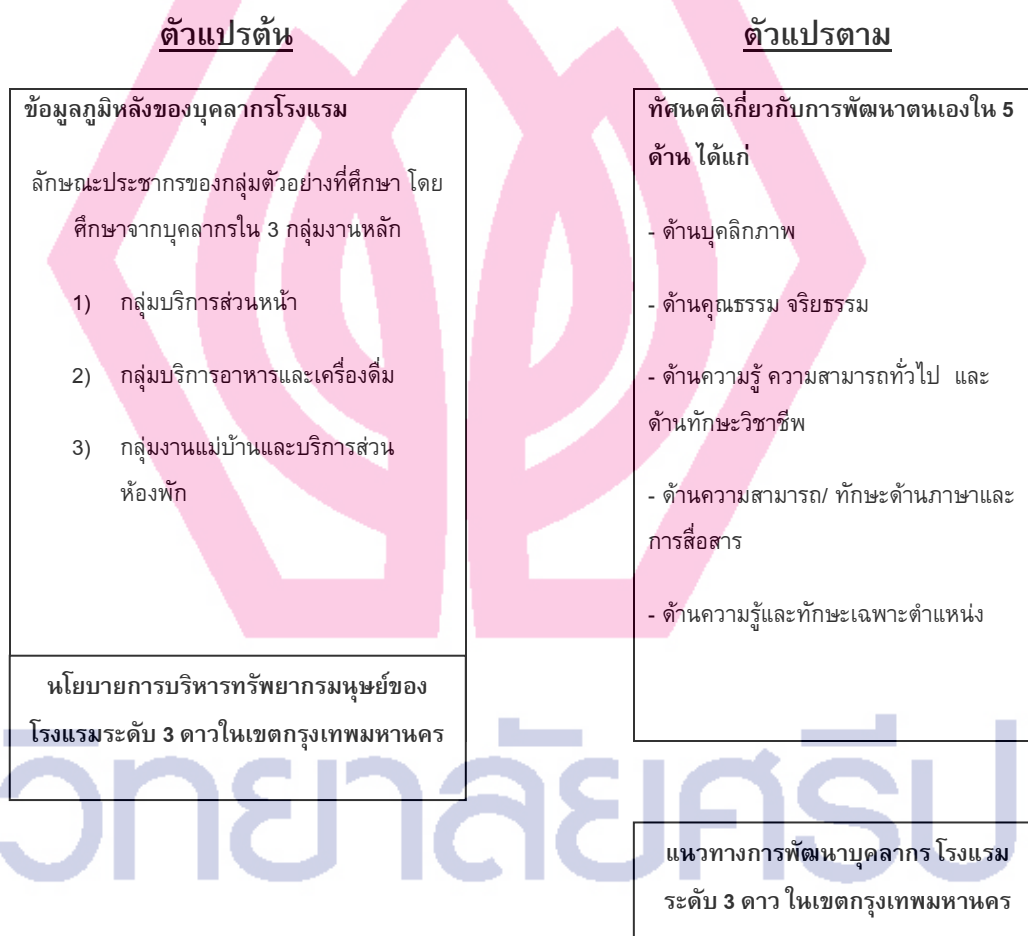 ตัวแปรต้น
ข้อมูลภูมิหลังของบุคลากรโรงแรม
ลักษณะประชากรของกลุ่มตัวอย่างที่ศึกษา โดย
ศึกษาจากบุคลากรใน 3 กลุ่มงานหลัก
1) กลุ่มบริการส่วนหน้า
2) กลุ่มบริการอาหารและเครื่องดื่ม
3) กลุ่มงานแม่บ้านและบริการส่วน
ห้องพัก
นโยบายการบริหารทรัพยากรมนุษย์ของ
โรงแรมระดับ 3 ดาวในเขตกรุงเทพมหานคร
ตัวแปรตาม
ทัศนคติเกี่ยวกับการพัฒนาตนเองใน 5
ด้าน ได้แก่
- ด้านบุคลิกภาพ
- ด้านคุณธรรม จริยธรรม
- ด้านความรู้ ความสามารถทั่วไป และ
ด้านทักษะวิชาชีพ
- ด้านความสามารถ/ ทักษะด้านภาษาและ
การสื่อสาร
- ด้านความรู้และทักษะเฉพาะตำแหน่ง
แนวทางการพัฒนาบุคลากร โรงแรม
ระดับ 3 ดาว ในเขตกรุงเทพมหานคร
วิทยาลัยศรีป